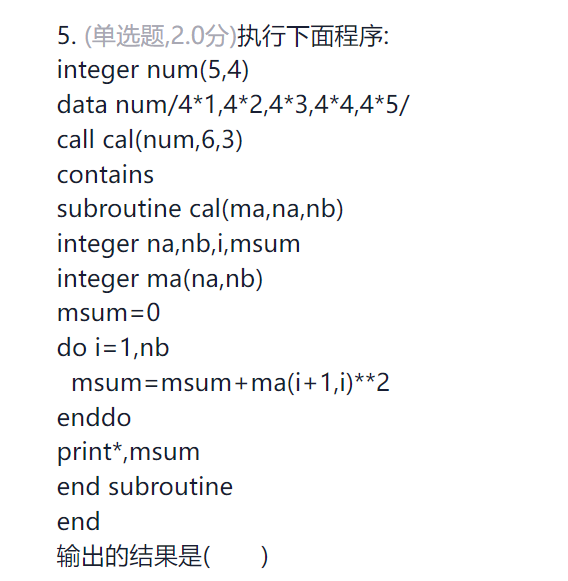 5. (单选题,2.0分)执行下面程序:
integer num(5,4)
data num/4*1,4*2,4*3,4*4,4*5/
call cal(num,6,3)
contains
subroutine cal(ma,na,nb)
integer na,nb,i,msum
integer ma(na,nb)
msum=0
do i=1,nb
  msum=msum+ma(i+1,i)**2
enddo
print*,msum
end subroutine
end
输出的结果是(      )